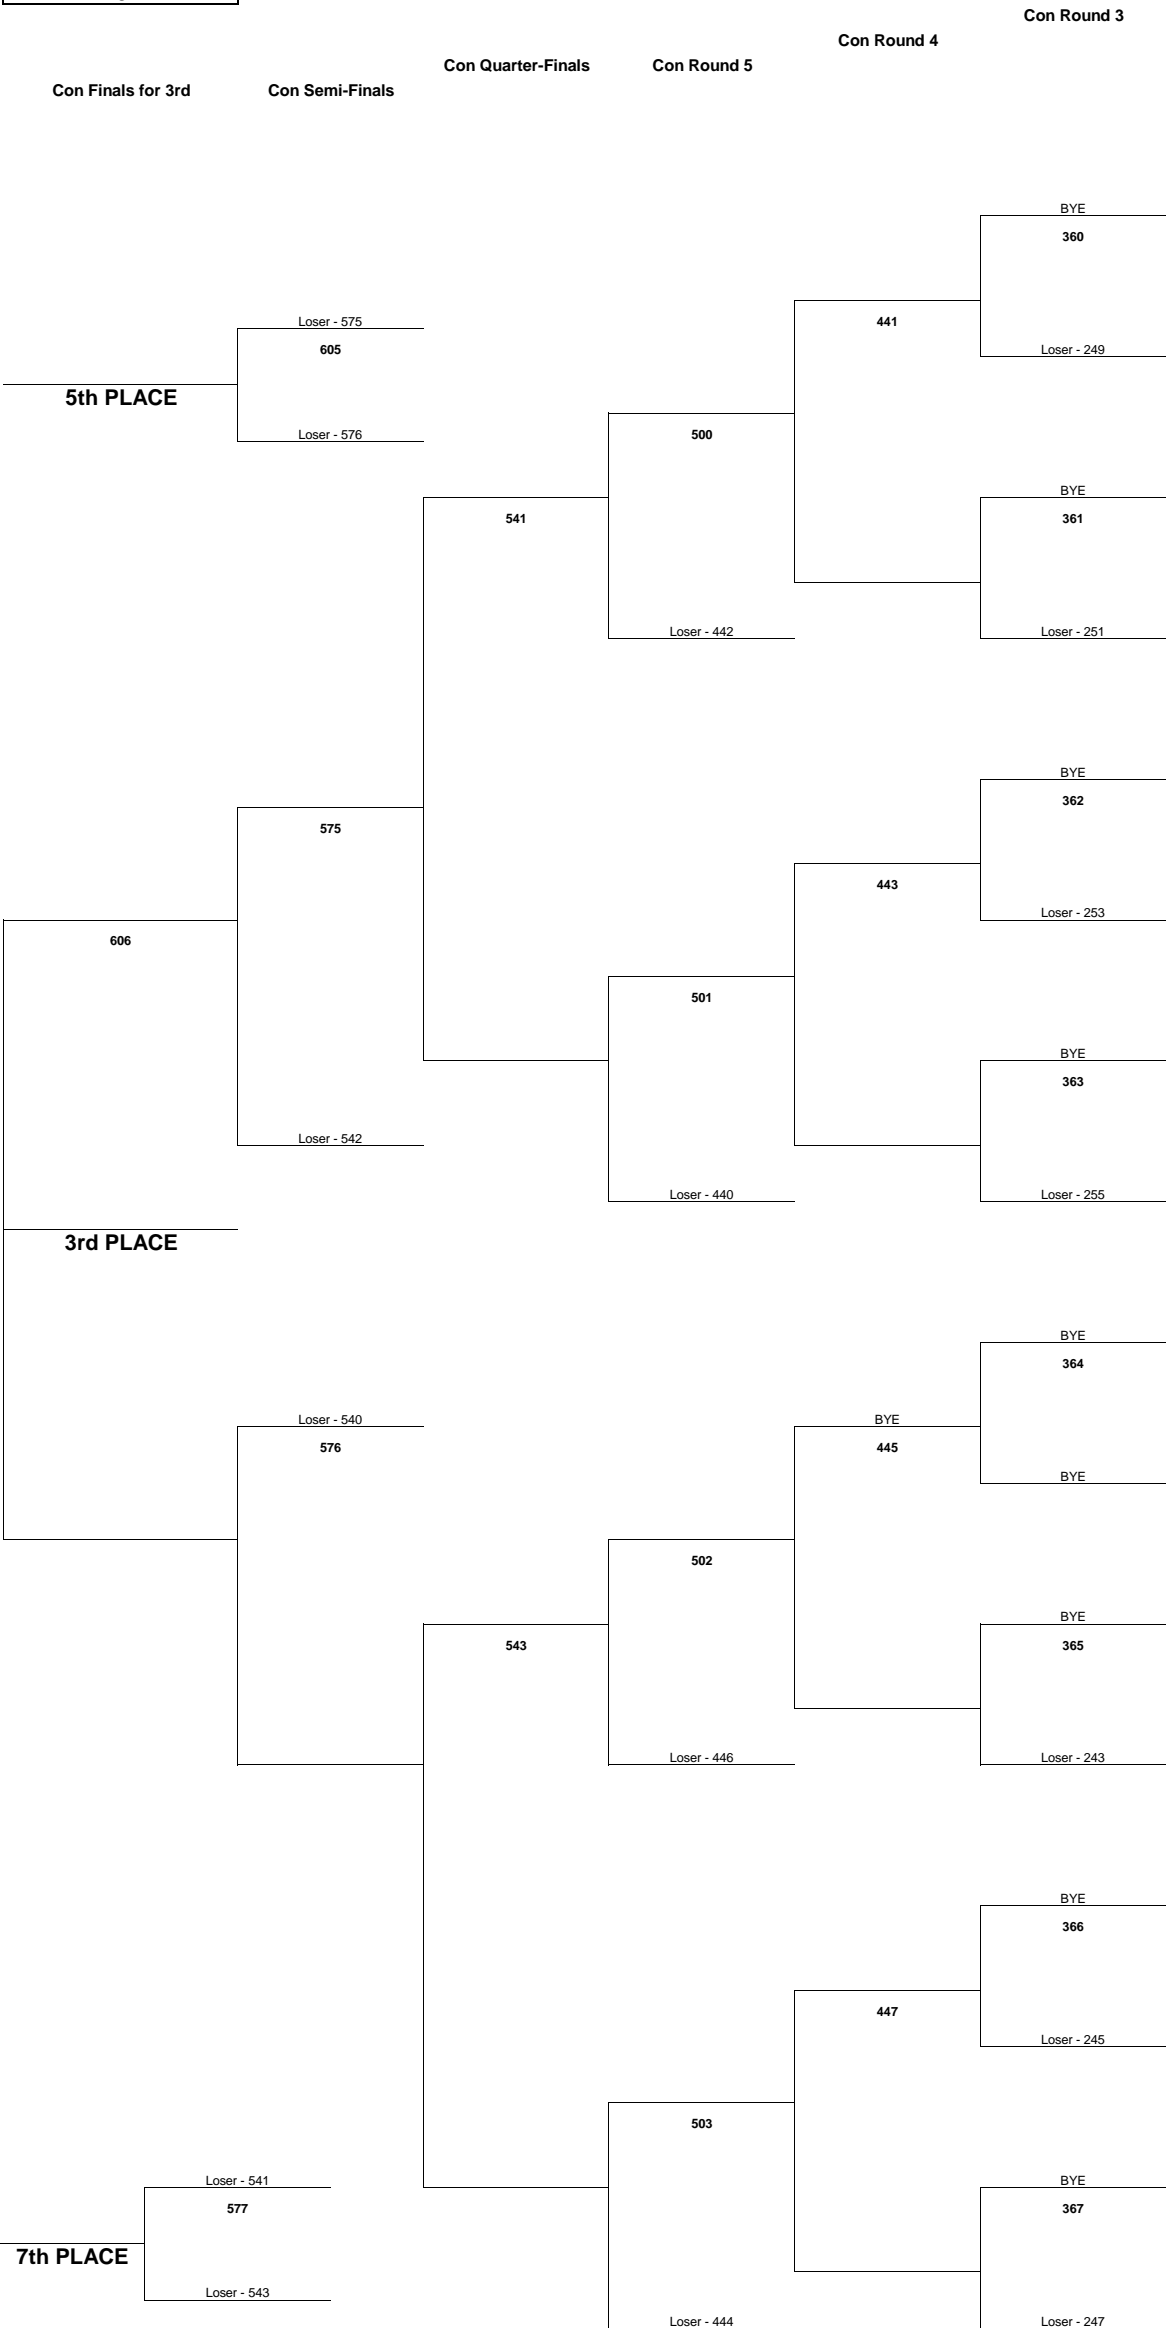 Con Round 3
Con Round 4
Con Quarter-Finals Con Round 5
Con Finals for 3rd Con Semi-Finals
BYE
360
Loser - 575 441
605 Loser - 249
5th PLACE
Loser - 576 500
BYE
541 361
Loser - 442 Loser - 251
BYE
362
575
443
Loser - 253
606
501
BYE
363
Loser - 542
Loser - 440 Loser - 255
3rd PLACE
BYE
364
Loser - 540 BYE
576 445
BYE
502
BYE
543 365
Loser - 446 Loser - 243
BYE
366
447
Loser - 245
503
Loser - 541 BYE
577 367
7th PLACE
Loser - 543
Loser - 444 Loser - 247